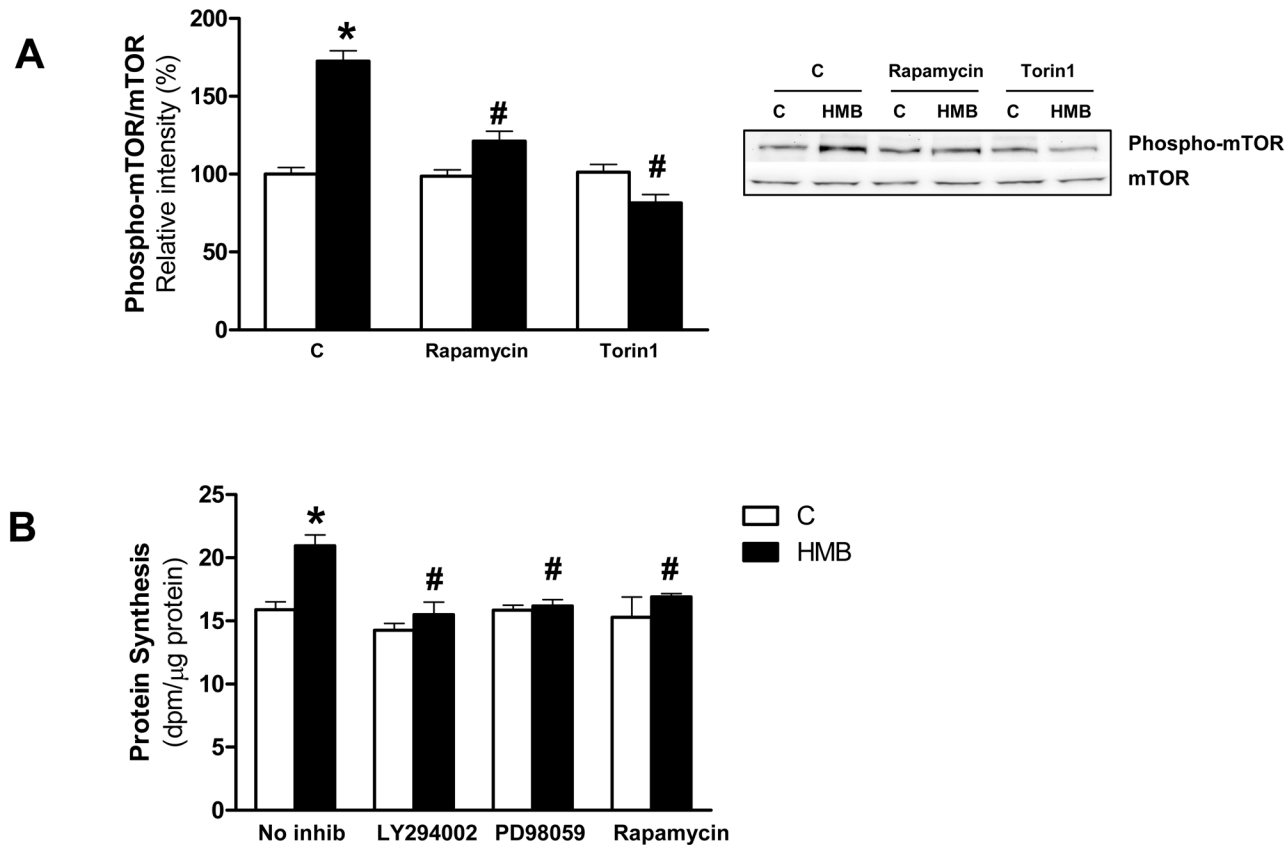 A
Phospho-mTOR/mTOR
Relative intensity (%)
200
150
100
50
0
*
#
#
C
Rapamycin
Torin1
C
Rapamycin
Torin1
C
HMB
C
HMB
C
HMB
Phospho-mTOR
mTOR
B
Protein Synthesis
(dpm/μg protein)
25
20
15
10
5
0
*
#
#
#
No inhib
LY294002
PD98059
Rapamycin
C
HMB